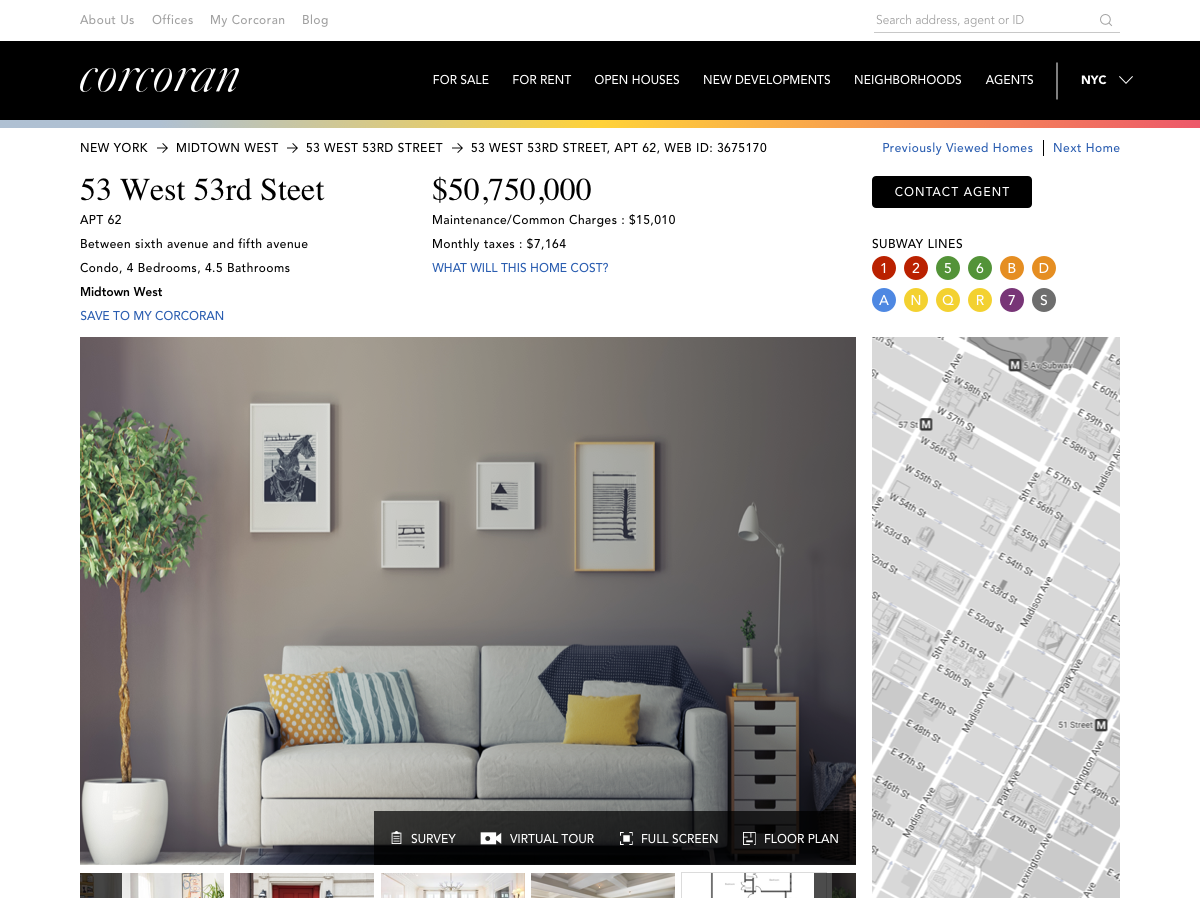 About Us Offices My Corcoran Blog
Search address, agent or ID
corcoran
FOR SALE FOR RENT OPEN HOUSES NEW DEVELOPMENTS NEIGHBORHOODS AGENTS NYC
NEW YORK → MIDTOWN WEST → 53 WEST 53RD STREET → 53 WEST 53RD STREET, APT 62, WEB ID: 3675170
Previously Viewed Homes | Next Home
53 West 53rd Steet
APT 62
Between sixth avenue and fifth avenue
Condo, 4 Bedrooms, 4.5 Bathrooms
Midtown West
SAVE TO MY CORCORAN
$50,750,000
Maintenance/Common Charges : $15,010
Monthly taxes : $7,164
WHAT WILL THIS HOME COST?
CONTACT AGENT
SUBWAY LINES
1 2 5 6 B D
A N Q R 7 S
SURVEY VIRTUAL TOUR FULL SCREEN FLOOR PLAN
M 5 Av Subway
6th Ave
W 58th St
E 60th
57 St M
W 57th St
E 59th St
W 56th St
E 58th St
W 55th St
5th Ave
E 57th St
Madison
W 54th St
E 56th St
W 53rd St
E 55th St
E 54th St
E 53rd St
Madison Ave
E 52nd St
5th Ave
E 51st St
E 50th St
Park Ave
Madison Ave
E 49th St
51 Street M
E 48th St
E 47th St
Lexington Ave
E 46th St
Park Ave
E 49th St
Madison Ave
E 47th St
Lexington Ave